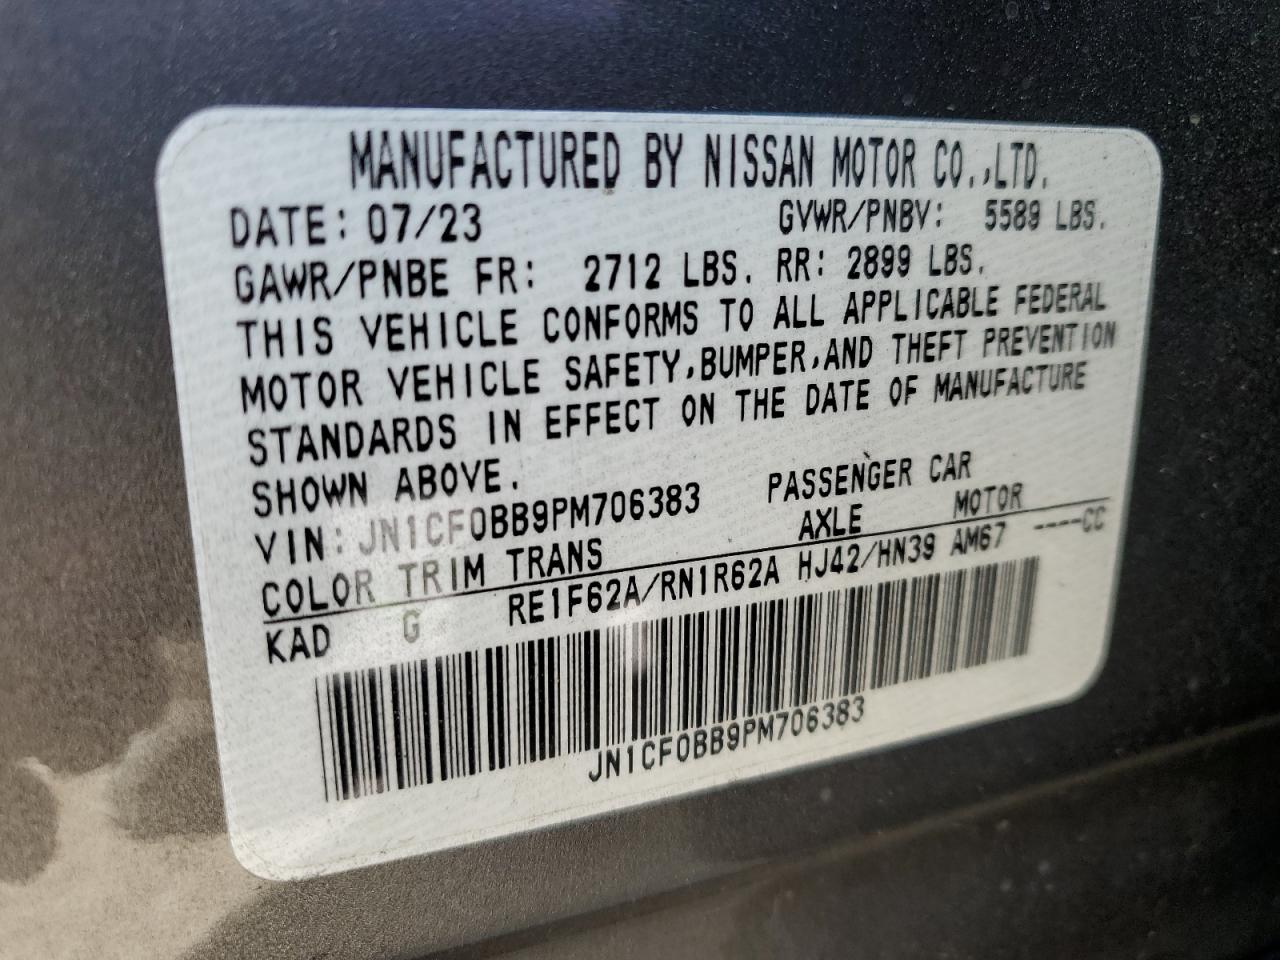 MANUFACTURED BY NISSAN MOTOR CO.,LTD.
DATE: 07/23 GVWR/PNBV: 5589 LBS.
GAWR/PNBE FR: 2712 LBS. RR: 2899 LBS.
THIS VEHICLE CONFORMS TO ALL APPLICABLE FEDERAL
MOTOR VEHICLE SAFETY,BUMPER,AND THEFT PREVENTION
STANDARDS IN EFFECT ON THE DATE OF MANUFACTURE
SHOWN ABOVE.
VIN: JN1CF0BB9PM706383 PASSENGER CAR
COLOR TRIM TRANS AXLE MOTOR
KAD G RE1F62A/RN1R62A HJ42/HN39 AM67 ----CC
JN1CF0BB9PM706383